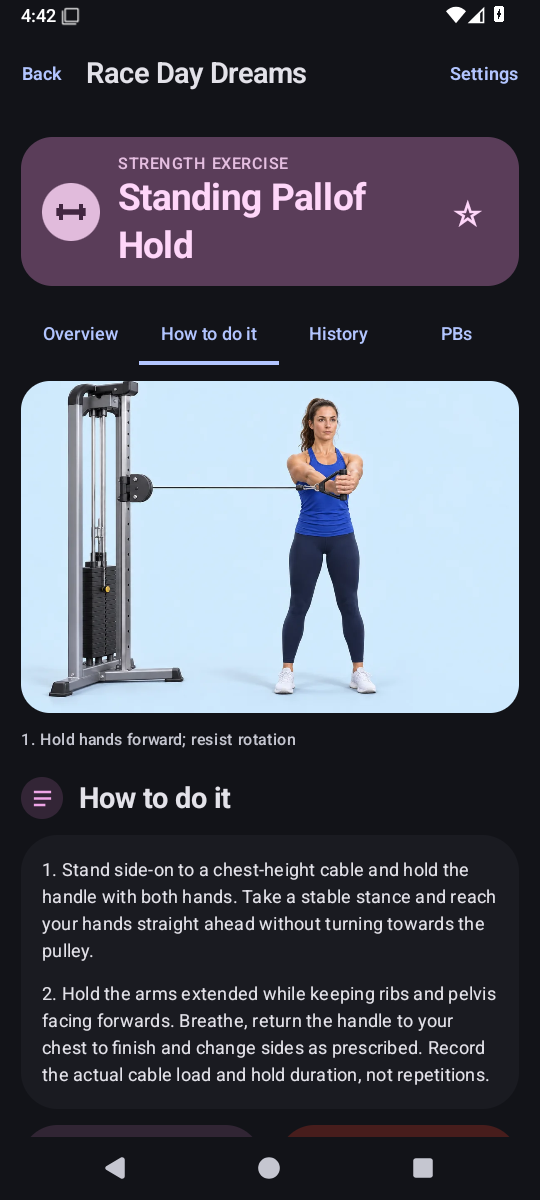 4:42
Back
Race Day Dreams
Settings
STRENGTH EXERCISE
Standing Pallof
Hold
Overview
How to do it
History
PBs
1. Hold hands forward; resist rotation
How to do it
1. Stand side-on to a chest-height cable and hold the
handle with both hands. Take a stable stance and reach
your hands straight ahead without turning towards the
pulley.
2. Hold the arms extended while keeping ribs and pelvis
facing forwards. Breathe, return the handle to your
chest to finish and change sides as prescribed. Record
the actual cable load and hold duration, not repetitions.